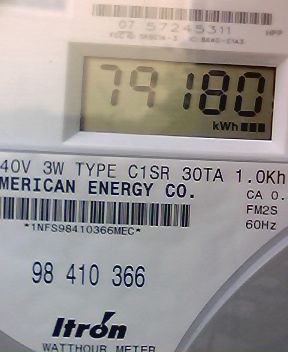 07 57245311
79180
kWh
40V 3W TYPE C1SR 30TA 1.0Kh
MERICAN ENERGY CO.
CA 0.
FM2S
60Hz
*1NFS98410366MEC*
98 410 366
Itrón
WATTHOUR METER